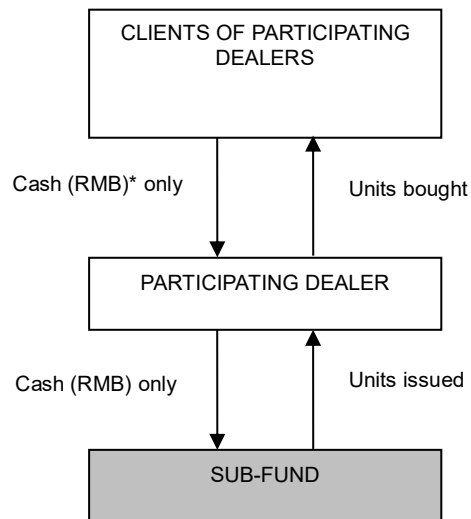 CLIENTS OF PARTICIPATING
DEALERS
Cash (RMB)* only
Units bought
PARTICIPATING DEALER
Cash (RMB) only
Units issued
SUB-FUND